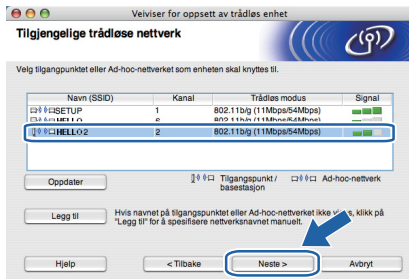 Veiviser for oppsett av trådløs enhet
Tilgjengelige trådløse nettverk
Velg tilgangspunktet eller Ad-hoc-nettverket som enheten skal knyttes til.
Navn (SSID) Kanal Trådløs modus Signal
SETUP 1 802.11b/g (11Mbps/54Mbps)
HELLO 6 802.11b/g (11Mbps/54Mbps)
HELLO2 2 802.11b/g (11Mbps/54Mbps)
Oppdater Tilgangspunkt / basestasjon Ad-hoc-nettverk
Legg til Hvis navnet på tilgangspunktet eller Ad-hoc-nettverket ikke vises, klikk på
"Legg til" for å spesifisere nettverksnavnet manuelt.
Hjelp < Tilbake Neste > Avbryt